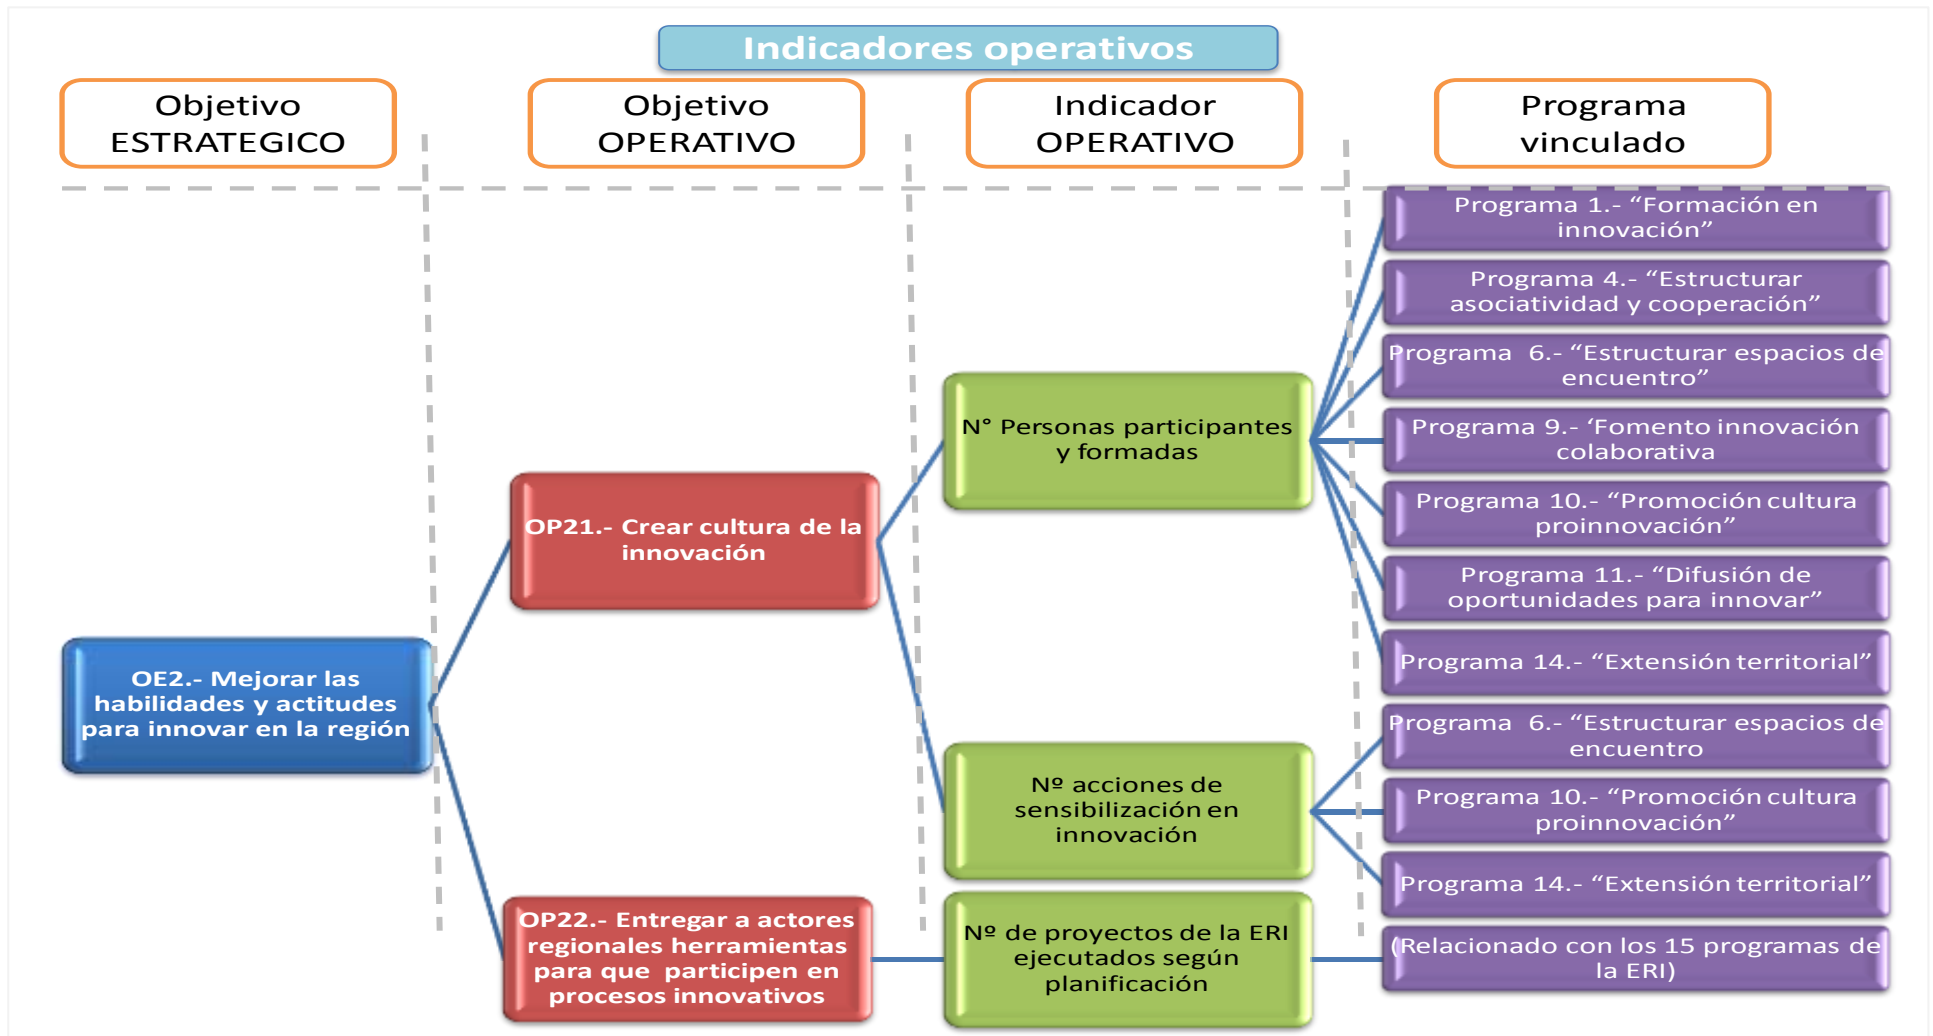 Indicadores operativos
Objetivo
ESTRATEGICO
Objetivo
OPERATIVO
Indicador
OPERATIVO
Programa
vinculado
OE2.- Mejorar las
habilidades y actitudes
para innovar en la región
OP21.- Crear cultura de la
innovación
OP22.- Entregar a actores
regionales herramientas
para que  participen en
procesos innovativos
N° Personas participantes
y formadas
Nº acciones de
sensibilización en
innovación
Nº de proyectos de la ERI
ejecutados según
planificación
Programa 1.- “Formación en
innovación”
Programa 4.- “Estructurar
asociatividad y cooperación”
Programa  6.- “Estructurar espacios de
encuentro”
Programa 9.- ‘Fomento innovación
colaborativa
Programa 10.- “Promoción cultura
proinnovación”
Programa 11.- “Difusión de
oportunidades para innovar”
Programa 14.- “Extensión territorial”
Programa  6.- “Estructurar espacios de
encuentro
Programa 10.- “Promoción cultura
proinnovación”
Programa 14.- “Extensión territorial”
(Relacionado con los 15 programas de
la ERI)